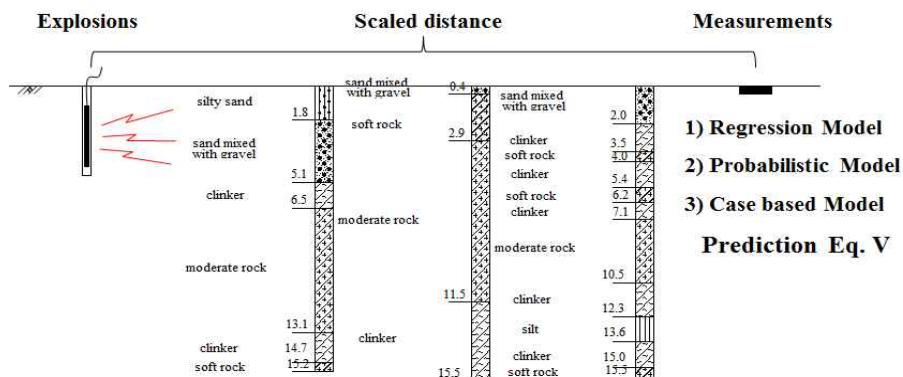 Explosions
Scaled distance
Measurements
silty sand
1.8
sand mixed
with gravel
5.1
clinker
6.5
moderate rock
13.1
clinker
14.7
soft rock
15.2
sand mixed
with gravel
0.4
soft rock
2.9
moderate rock
11.5
clinker
15.5
sand mixed
with gravel
2.0
clinker
3.5
soft rock
4.0
clinker
5.4
soft rock
6.2
clinker
7.1
moderate rock
10.5
clinker
12.3
silt
13.6
clinker
15.0
soft rock
15.5
1) Regression Model
2) Probabilistic Model
3) Case based Model
Prediction Eq. V